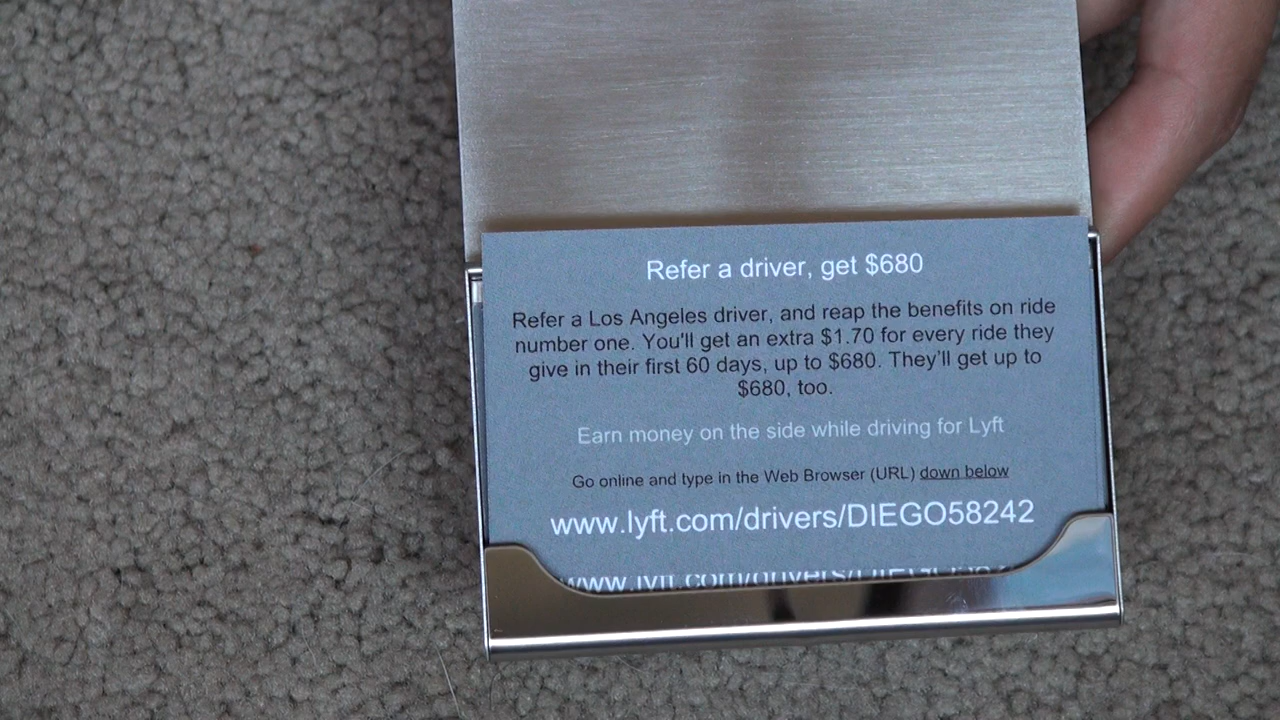 Refer a driver, get $680
Refer a Los Angeles driver, and reap the benefits on ride
number one. You'll get an extra $1.70 for every ride they
give in their first 60 days, up to $680. They'll get up to
$680, too.
Earn money on the side while driving for Lyft
Go online and type in the Web Browser (URL) down below
www.lyft.com/drivers/DIEGO58242